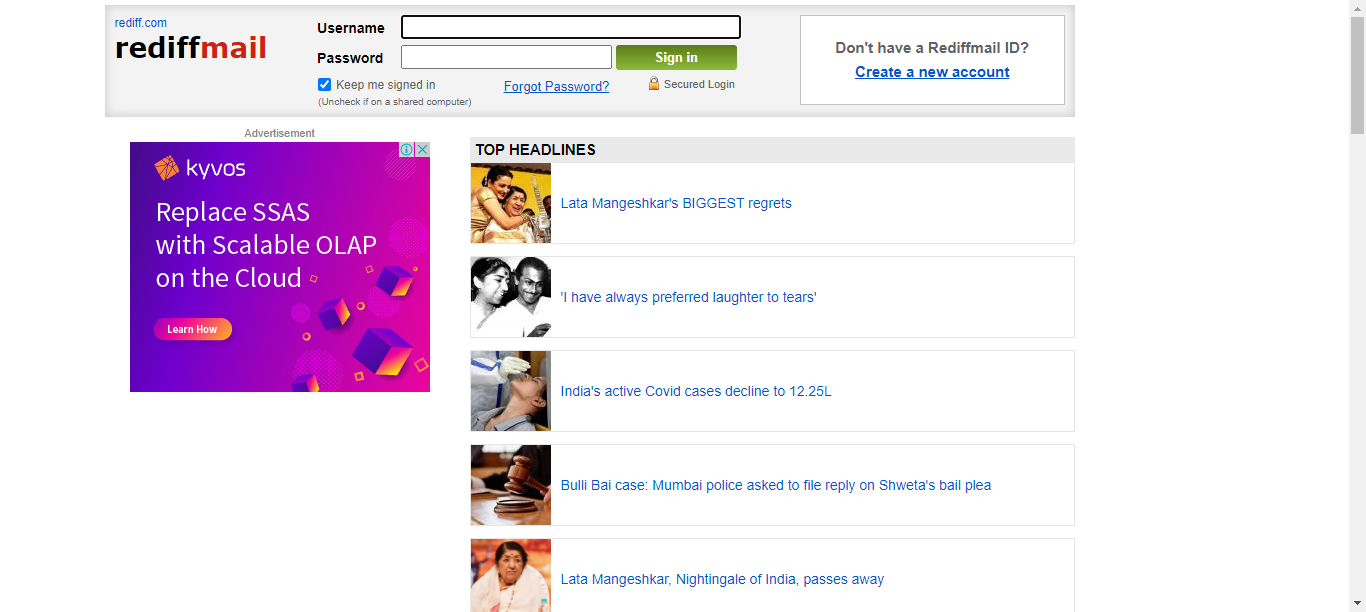 rediff.com
rediffmail
Username
Password
Sign in
Keep me signed in
Forgot Password?
Secured Login
(Uncheck if on a shared computer)
Don't have a Rediffmail ID?
Create a new account
Advertisement
kyvos
Replace SSAS
with Scalable OLAP
on the Cloud
Learn How
TOP HEADLINES
Lata Mangeshkar's BIGGEST regrets
'I have always preferred laughter to tears'
India's active Covid cases decline to 12.25L
Bulli Bai case: Mumbai police asked to file reply on Shweta's bail plea
Lata Mangeshkar, Nightingale of India, passes away